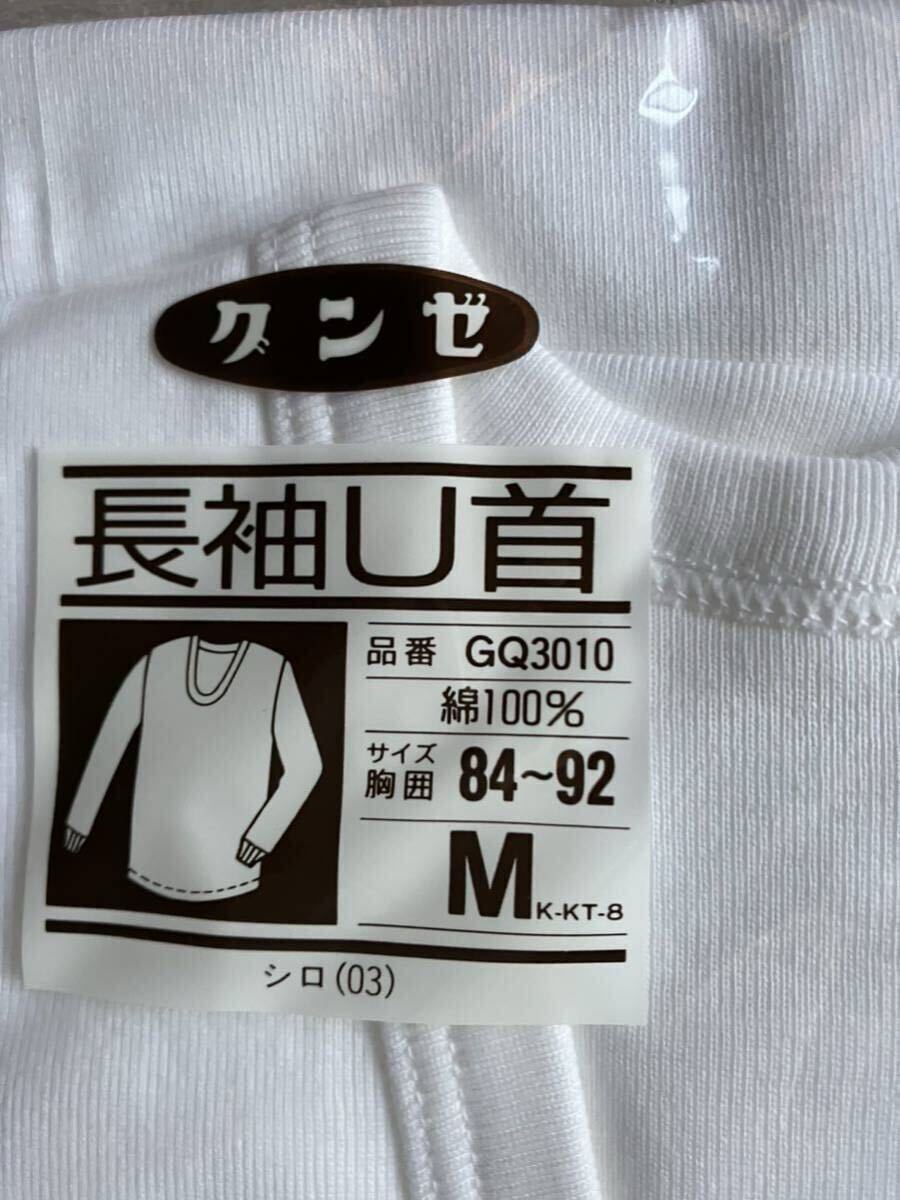 グンゼ
長袖U首
品番 GQ3010
綿100%
サイズ
胸囲 84~92
M K-KT-8
シロ(03)